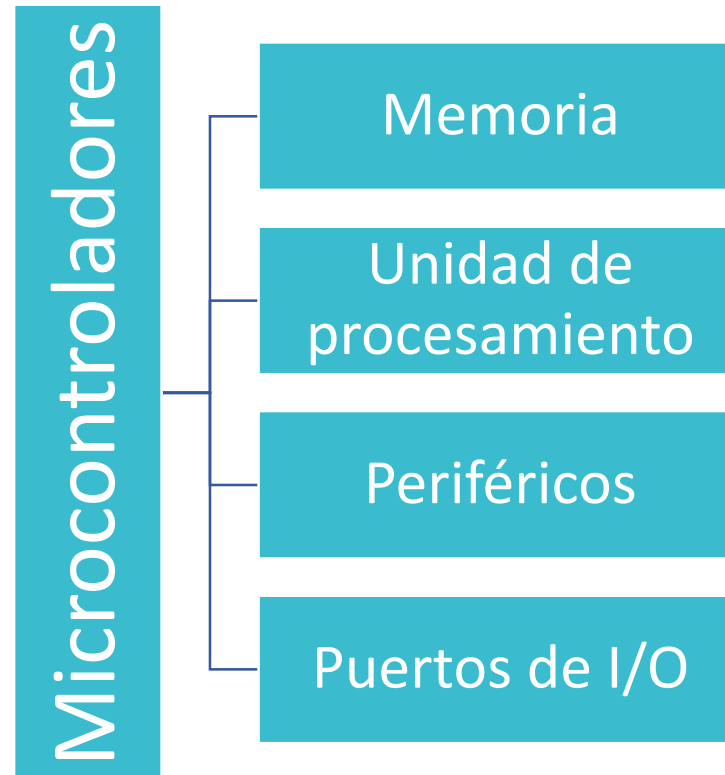 Microcontroladores
Memoria
Unidad de
procesamiento
Periféricos
Puertos de I/O